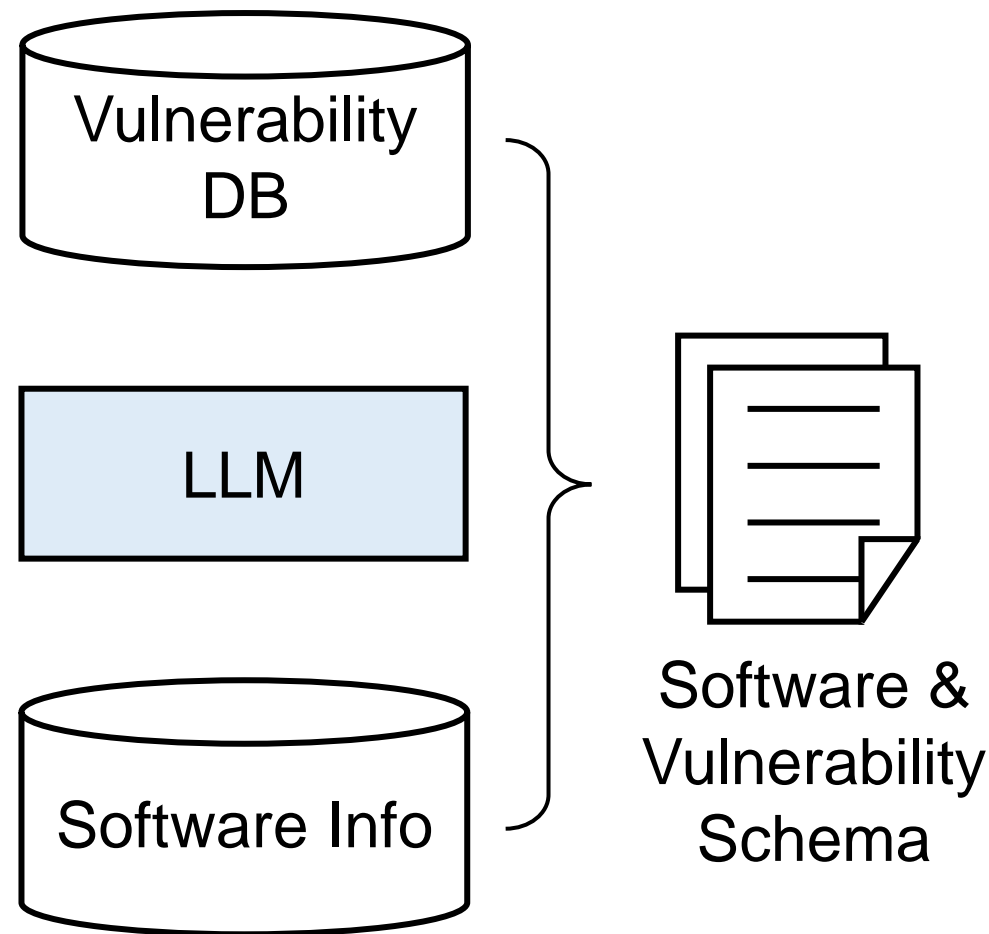 Vulnerability
DB
LLM
Software Info
Software &
Vulnerability
Schema